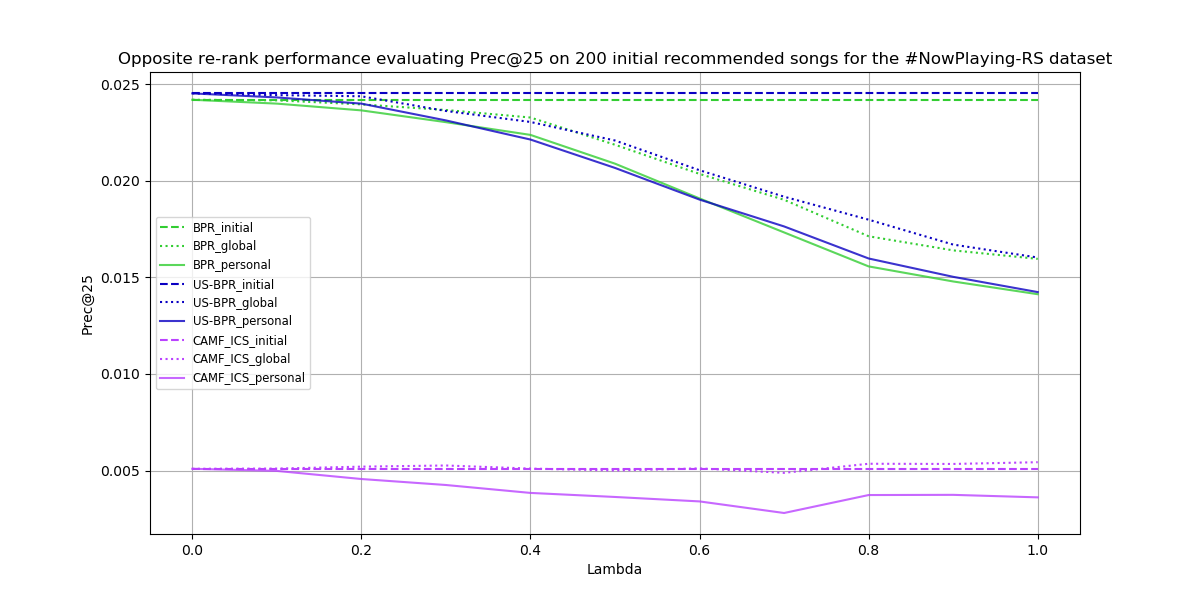 Opposite re-rank performance evaluating Prec@25 on 200 initial recommended songs for the #NowPlaying-RS dataset
0.025
0.020
0.015
0.010
0.005
Prec@25
BPR_initial
BPR_global
BPR_personal
US-BPR_initial
US-BPR_global
US-BPR_personal
CAMF_ICS_initial
CAMF_ICS_global
CAMF_ICS_personal
0.0 0.2 0.4 0.6 0.8 1.0
Lambda